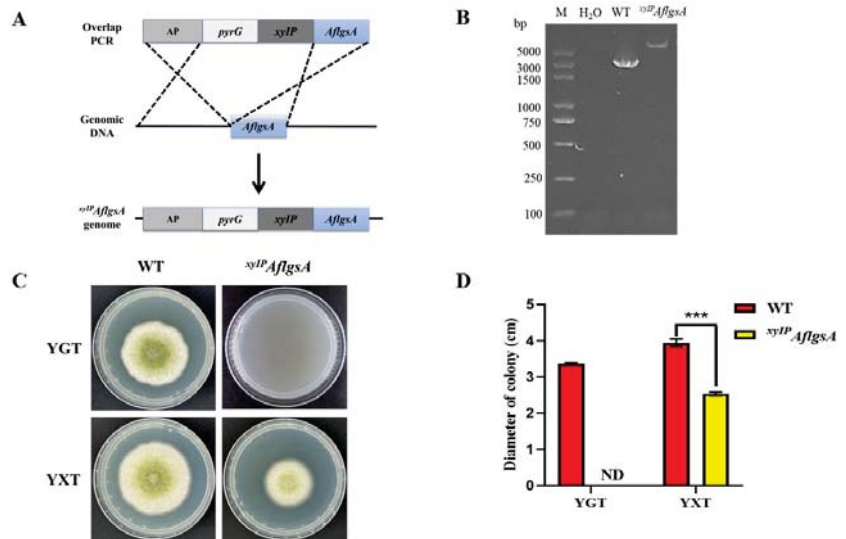 A
Overlap
PCR
AP pyrG xylP AflgsA
Genomic
DNA
AflgsA
xylPAflgsA
genome
AP pyrG xylP AflgsA
B
bp M H2O WT xylPAflgsA
5000
3000
1500
1000
750
500
250
100
C
WT xylPAflgsA
YGT
YXT
D
Diameter of colony (cm)
5
4
3
2
1
0
***
ND
YGT YXT
WT
xylPAflgsA